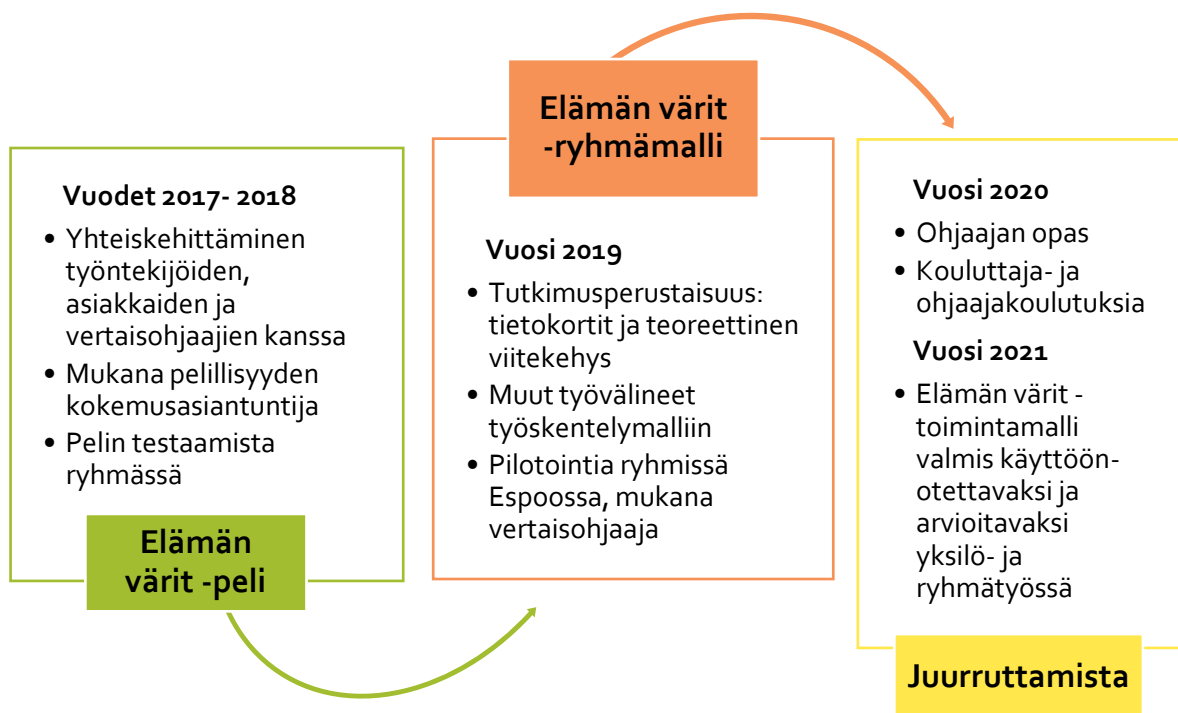 Vuodet 2017- 2018
• Yhteiskehittäminen
työntekijöiden,
asiakkaiden ja
vertaisohjaajien kanssa
• Mukana pelillisyyden
kokemusasiantuntija
• Pelin testaamista
ryhmässä
Elämän
värit -peli
Elämän värit
-ryhmämalli
Vuosi 2019
• Tutkimusperustaisuus:
tietokortit ja teoreettinen
viitekehys
• Muut työvälineet
työskentelymalliin
• Pilotointia ryhmissä
Espoossa, mukana
vertaisohjaaja
Vuosi 2020
• Ohjaajan opas
• Kouluttaja- ja
ohjaajakoulutuksia
Vuosi 2021
• Elämän värit -
toimintamalli
valmis käyttöön-
otettavaksi ja
arvioitavaksi
yksilö- ja
ryhmätyössä
Juurruttamista